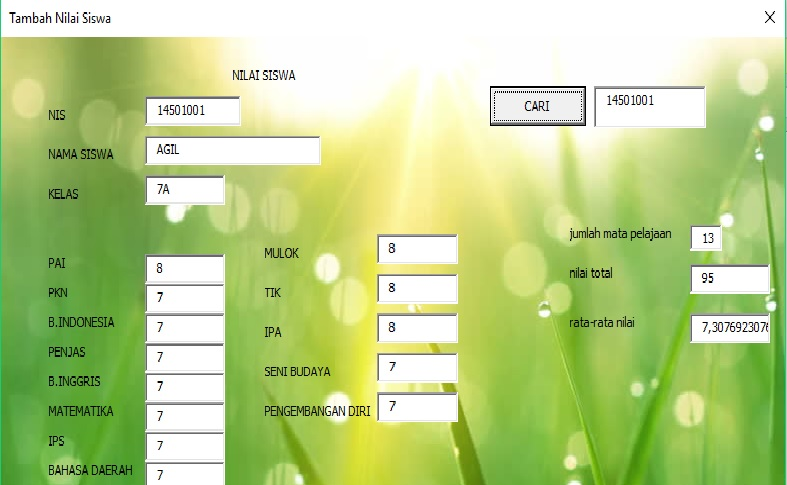 Tambah Nilai Siswa X
NILAI SISWA
NIS 14501001
CARI 14501001
NAMA SISWA AGIL
KELAS 7A
PAI 8
PKN 7
B.INDONESIA 7
PENJAS 7
B.INGGRIS 7
MATEMATIKA 7
IPS 7
BAHASA DAERAH 7
MULOK 8
TIK 8
IPA 8
SENI BUDAYA 7
PENGEMBANGAN DIRI 7
jumlah mata pelajaan 13
nilai total 95
rata-rata nilai 7,307692307